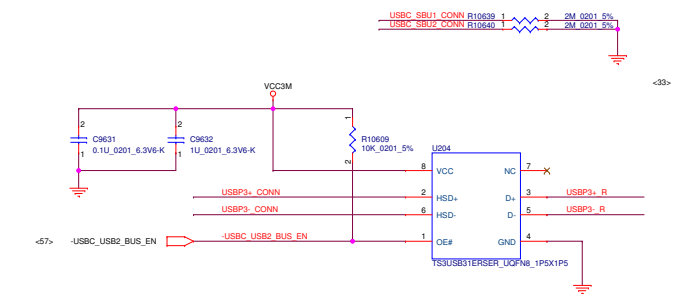 USBC_SBU1_CONN R10639 1 2 2M_0201_5%
USBC_SBU2_CONN R10640 1 2 2M_0201_5%
<33>
VCC3M
2 2 1
C9631 C9632 R10609
0.1U_0201_6.3V6-K 1U_0201_6.3V6-K 10K_0201_5%
1 1 2
U204
8 VCC NC 7
USBP3+_CONN 2 HSD+ D+ 3 USBP3+_R
USBP3-_CONN 6 HSD- D- 5 USBP3-_R
<57> -USBC_USB2_BUS_EN -USBC_USB2_BUS_EN 1 OE# GND 4
TS3USB31ERSER_UQFN8_1P5X1P5